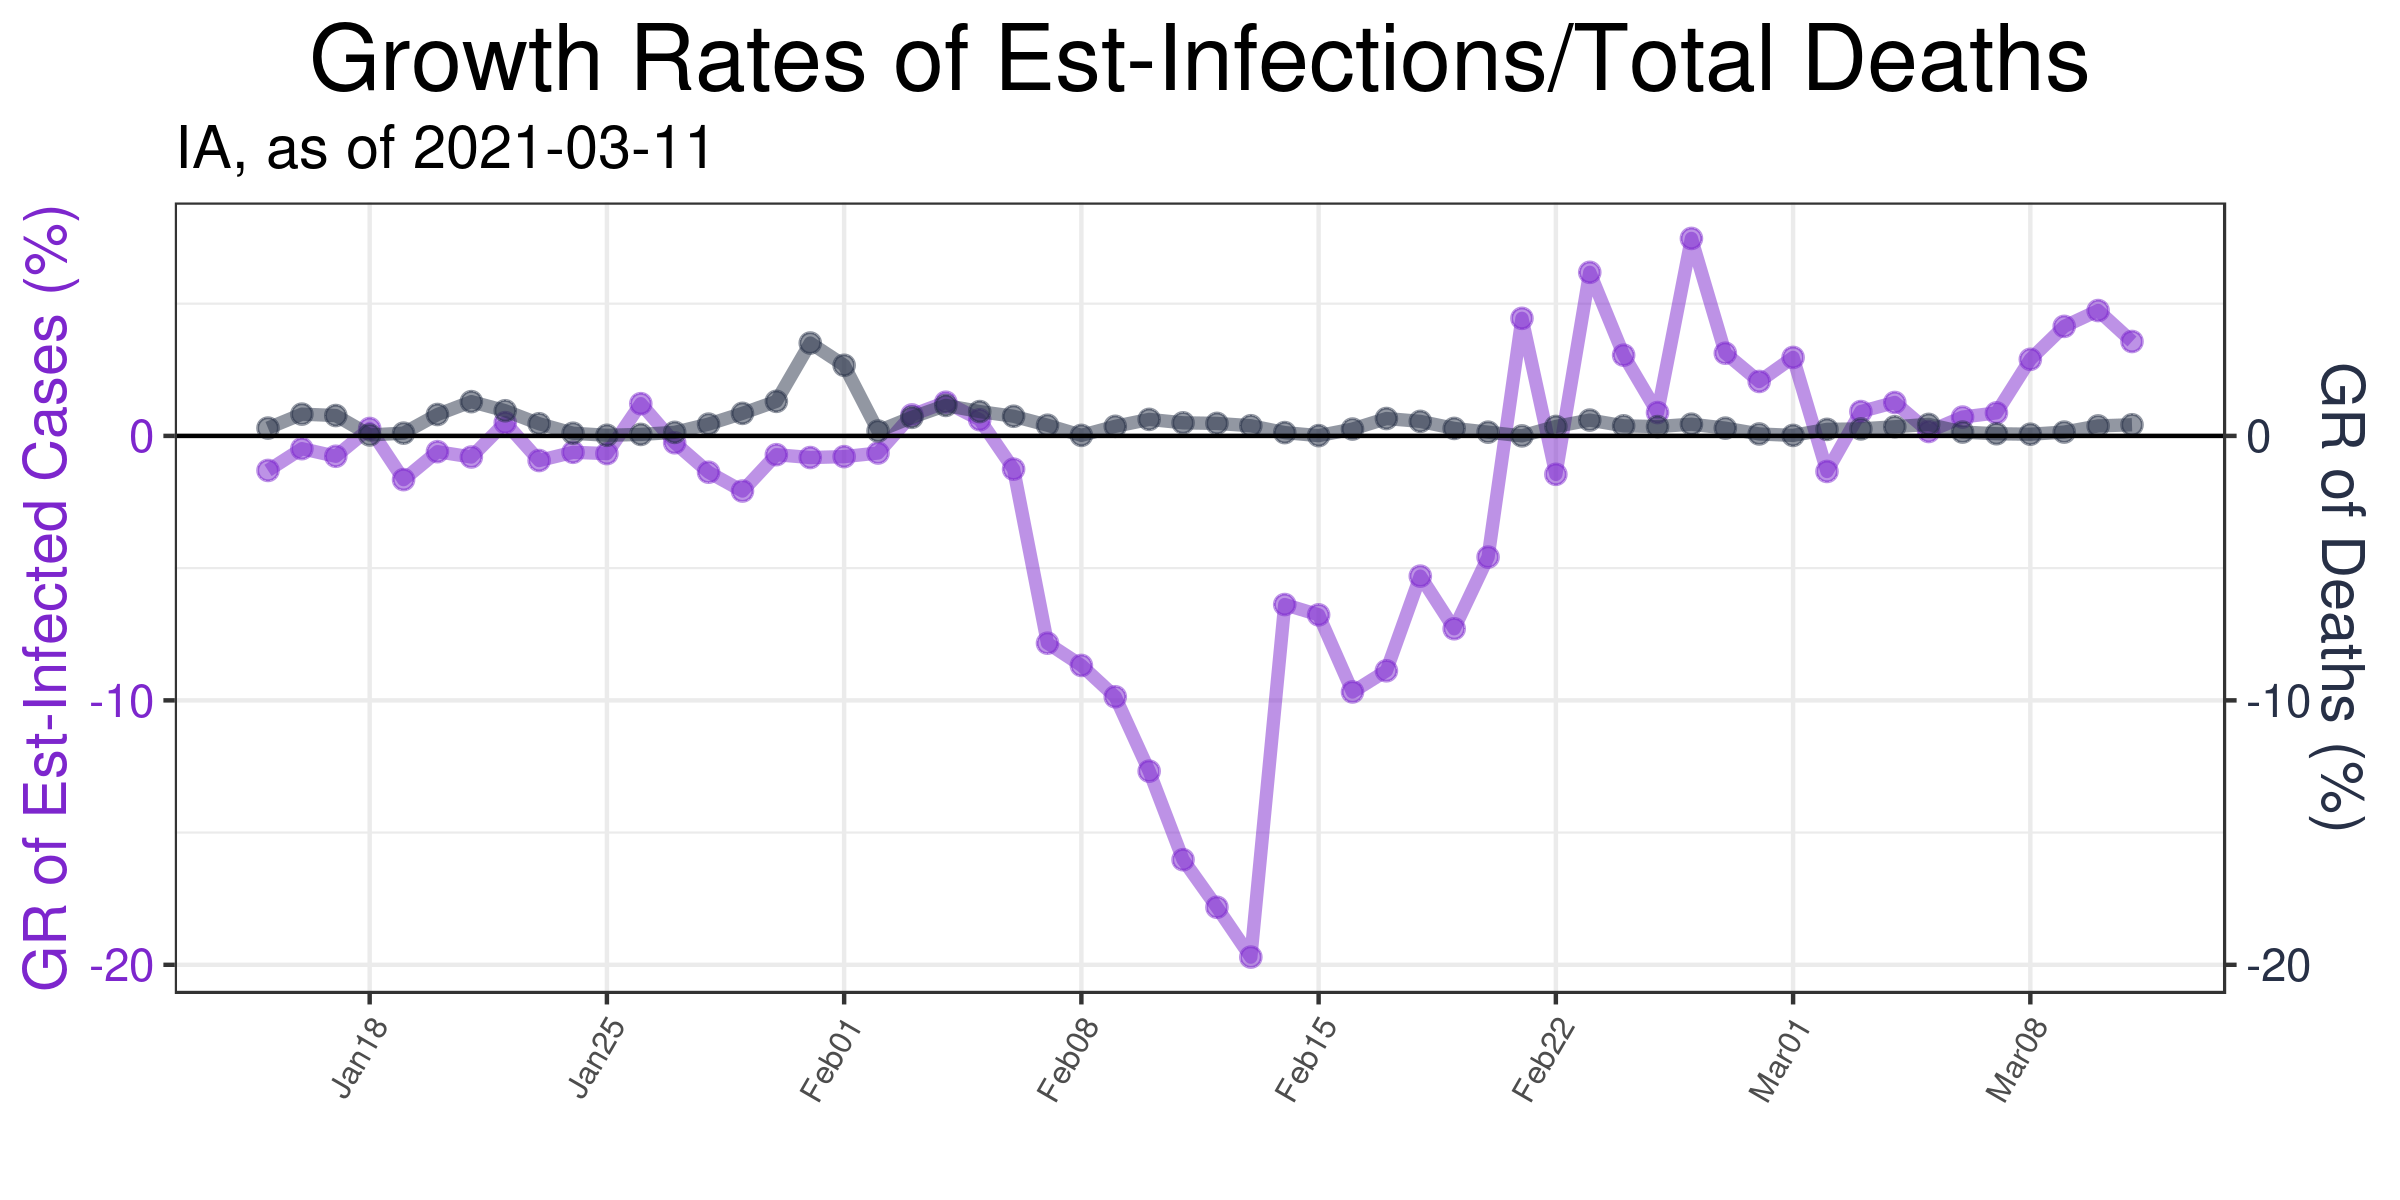 Growth Rates of Est-Infections/Total Deaths
IA, as of 2021-03-11
GR of Est-Infected Cases (%)
0
-10
-20
0
-10
-20
GR of Deaths (%)
Jan18
Jan25
Feb01
Feb08
Feb15
Feb22
Mar01
Mar08